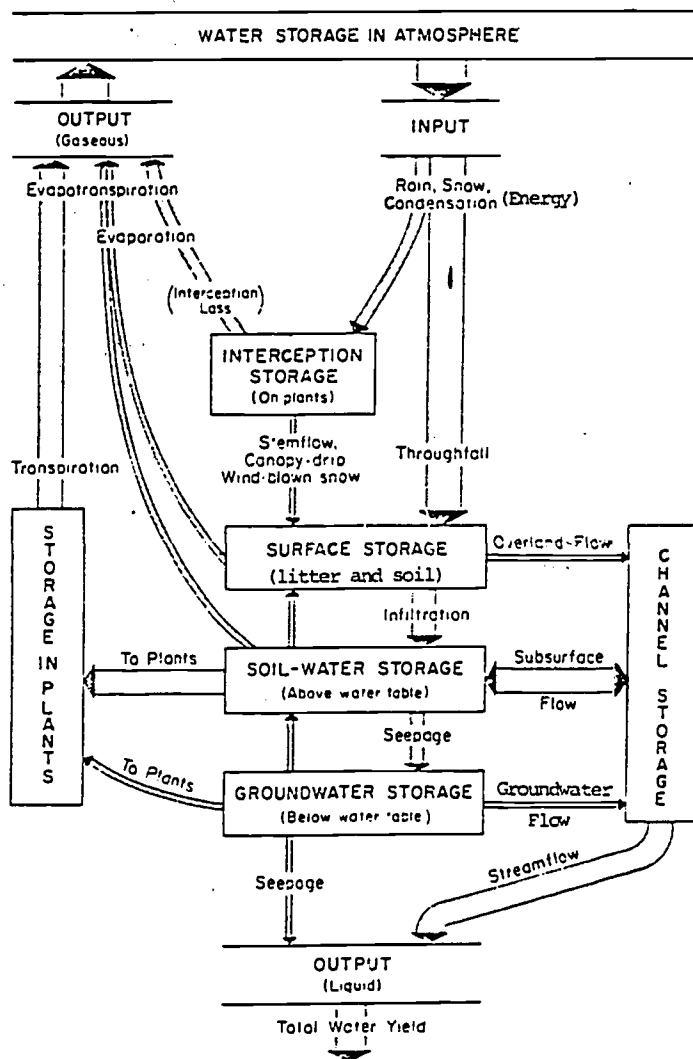 WATER STORAGE IN ATMOSPHERE
OUTPUT
(Gaseous)
INPUT
Evapotranspiration
Rain, Snow,
Condensation (Energy)
Evaporation
(Interception
Loss)
INTERCEPTION
STORAGE
(On plants)
Stemflow,
Canopy-drip
Wind-blown snow
Throughfall
Transpiration
STORAGE IN PLANTS
SURFACE STORAGE
(litter and soil)
Overland-Flow
CHANNEL STORAGE
Infiltration
To Plants
SOIL-WATER STORAGE
(Above water table)
Subsurface
Flow
Seepage
To Plants
GROUNDWATER STORAGE
(Below water table)
Groundwater
Flow
Seepage
Streamflow
OUTPUT
(Liquid)
Total Water Yield